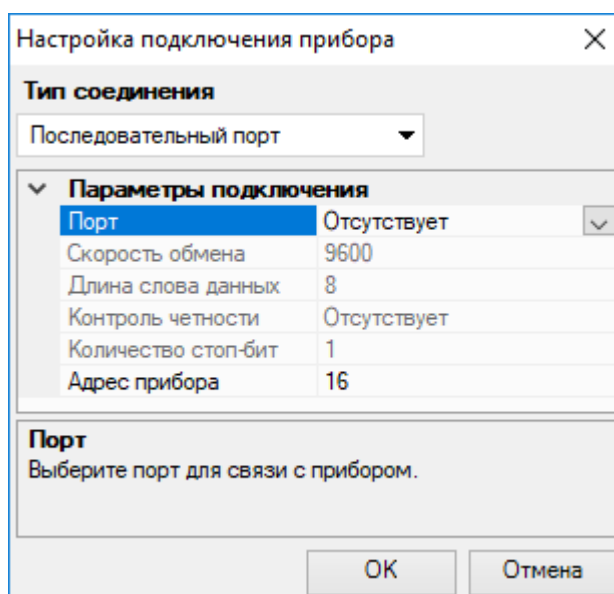 Настройка подключения прибора
Тип соединения
Последовательный порт
Параметры подключения
Порт Отсутствует
Скорость обмена 9600
Длина слова данных 8
Контроль четности Отсутствует
Количество стоп-бит 1
Адрес прибора 16
Порт
Выберите порт для связи с прибором.
OK Отмена